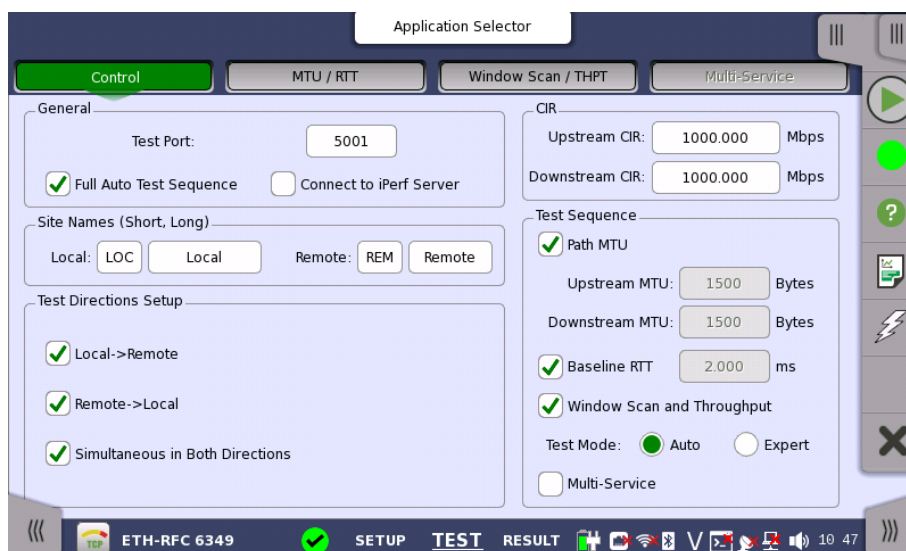 Application Selector
Control MTU / RTT Window Scan / THPT Multi-Service
General
Test Port: 5001
Full Auto Test Sequence Connect to iPerf Server
Site Names (Short, Long)
Local: LOC Local Remote: REM Remote
Test Directions Setup
Local->Remote
Remote->Local
Simultaneous in Both Directions
CIR
Upstream CIR: 1000.000 Mbps
Downstream CIR: 1000.000 Mbps
Test Sequence
Path MTU
Upstream MTU: 1500 Bytes
Downstream MTU: 1500 Bytes
Baseline RTT 2.000 ms
Window Scan and Throughput
Test Mode: Auto Expert
Multi-Service
TCP ETH-RFC 6349 SETUP TEST RESULT 10 47